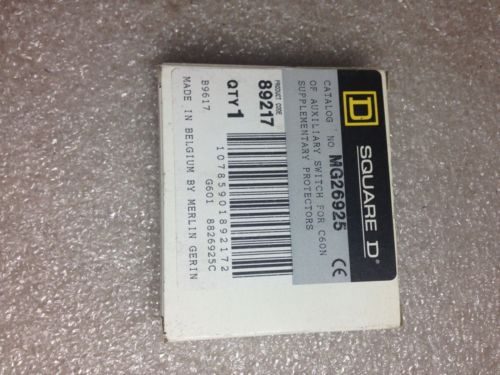 D
SQUARE D®
CATALOG NO MG26925 CE
OF AUXILIARY SWITCH FOR C60N
SUPPLEMENTARY PROTECTORS
PRODUCT CODE
89217
QTY 1
10785901892172
B9617 G601 8826925C
MADE IN BELGIUM BY MERLIN GERIN